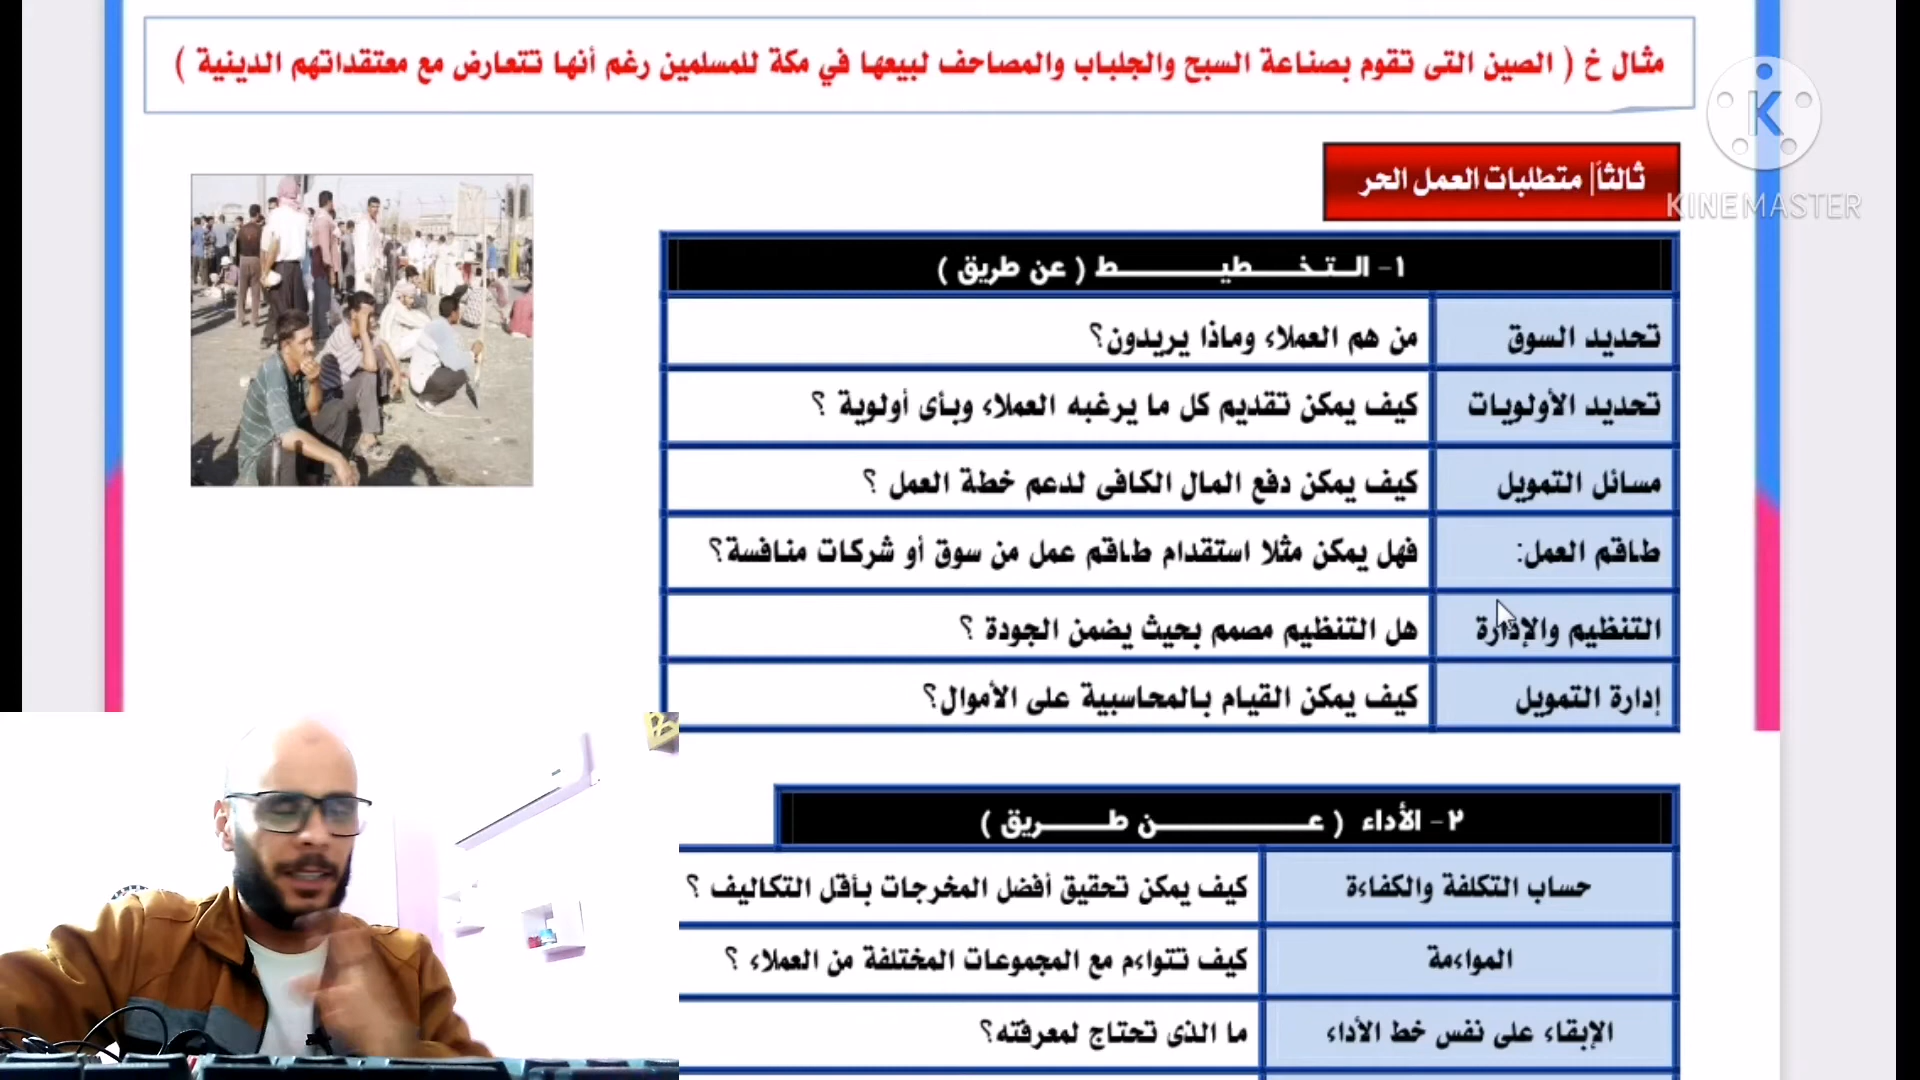 مثال خ ( الصين التى تقوم بصناعة السبح والجلباب والمصاحف لبيعها في مكة للمسلمين رغم أنها تتعارض مع معتقداتهم الدينية )
K
KINEMASTER
ثالثاً| متطلبات العمل الحر
١- الـتـخـــــطيـــــــــــط ( عن طريق )
تحديد السوق
من هم العملاء وماذا يريدون؟
تحديد الأولويات
كيف يمكن تقديم كل ما يرغبه العملاء وبأى أولوية ؟
مسائل التمويل
كيف يمكن دفع المال الكافى لدعم خطة العمل ؟
طاقم العمل:
فهل يمكن مثلا استقدام طاقم عمل من سوق أو شركات منافسة؟
التنظيم والإدارة
هل التنظيم مصمم بحيث يضمن الجودة ؟
إدارة التمويل
كيف يمكن القيام بالمحاسبية على الأموال؟
٢- الأداء ( عـــــــــــــــن طـــــــريق )
حساب التكلفة والكفاءة
كيف يمكن تحقيق أفضل المخرجات بأقل التكاليف ؟
المواءمة
كيف تتواءم مع المجموعات المختلفة من العملاء ؟
الإبقاء على نفس خط الأداء
ما الذى تحتاج لمعرفته؟